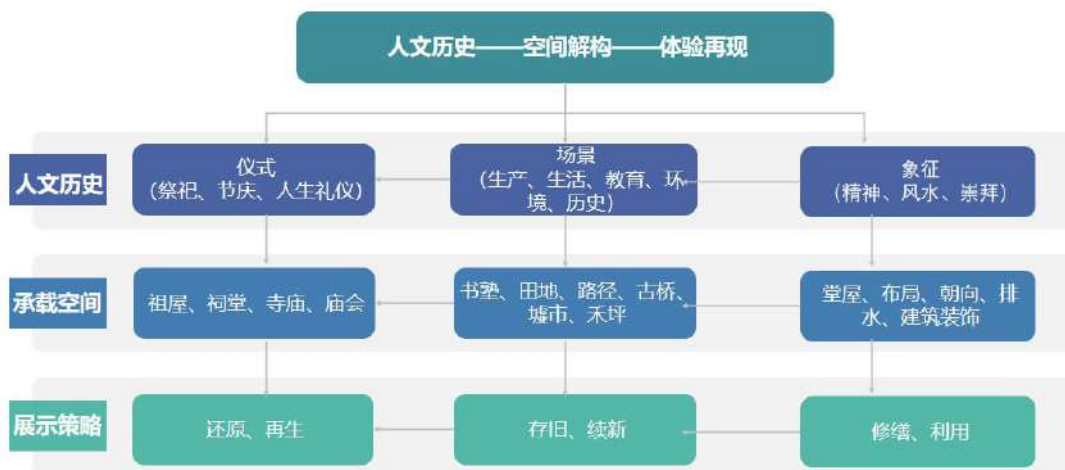 人文历史——空间解构——体验再现
人文历史
仪式
（祭祀、节庆、人生礼仪）
场景
（生产、生活、教育、环
境、历史）
象征
（精神、风水、崇拜）
承载空间
祖屋、祠堂、寺庙、庙会
书塾、田地、路径、古桥、
墟市、禾坪
堂屋、布局、朝向、排
水、建筑装饰
展示策略
还原、再生
存旧、续新
修缮、利用